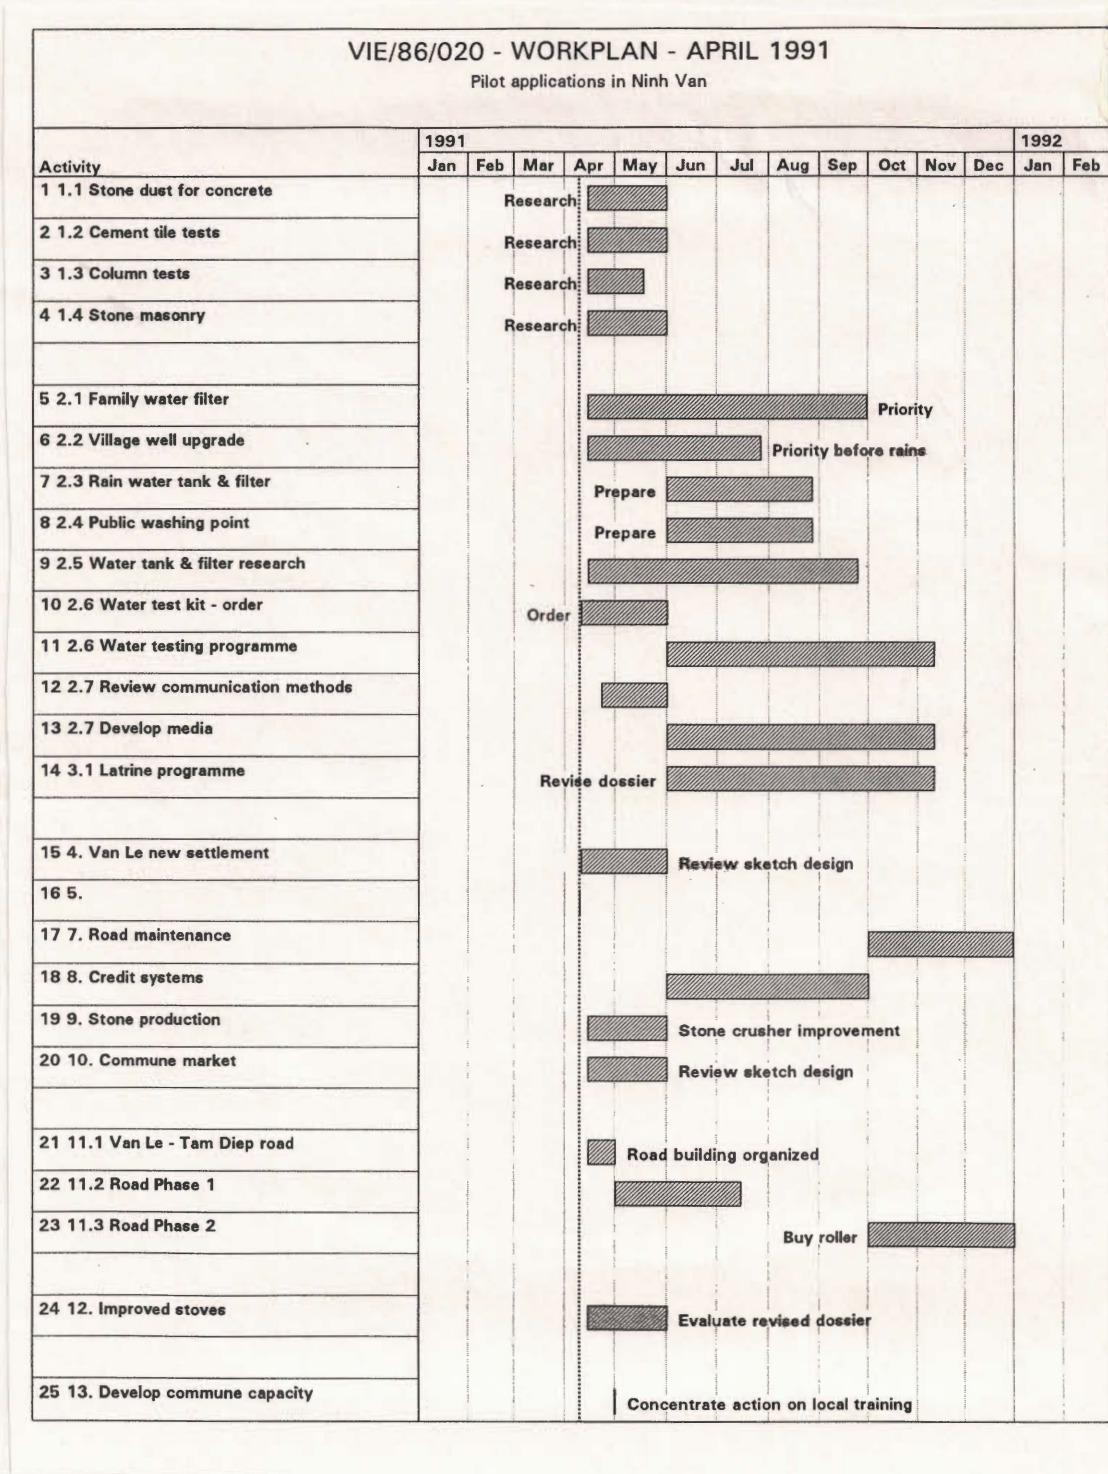 VIE/86/020 - WORKPLAN - APRIL 1991
Pilot applications in Ninh Van
1991 1992
Activity Jan Feb Mar Apr May Jun Jul Aug Sep Oct Nov Dec Jan Feb
1 1.1 Stone dust for concrete Research
2 1.2 Cement tile tests Research
3 1.3 Column tests Research
4 1.4 Stone masonry Research
5 2.1 Family water filter Priority
6 2.2 Village well upgrade Priority before rains
7 2.3 Rain water tank & filter Prepare
8 2.4 Public washing point Prepare
9 2.5 Water tank & filter research
10 2.6 Water test kit - order Order
11 2.6 Water testing programme
12 2.7 Review communication methods
13 2.7 Develop media
14 3.1 Latrine programme Revise dossier
15 4. Van Le new settlement Review sketch design
16 5.
17 7. Road maintenance
18 8. Credit systems
19 9. Stone production Stone crusher improvement
20 10. Commune market Review sketch design
21 11.1 Van Le - Tam Diep road Road building organized
22 11.2 Road Phase 1
23 11.3 Road Phase 2 Buy roller
24 12. Improved stoves Evaluate revised dossier
25 13. Develop commune capacity Concentrate action on local training